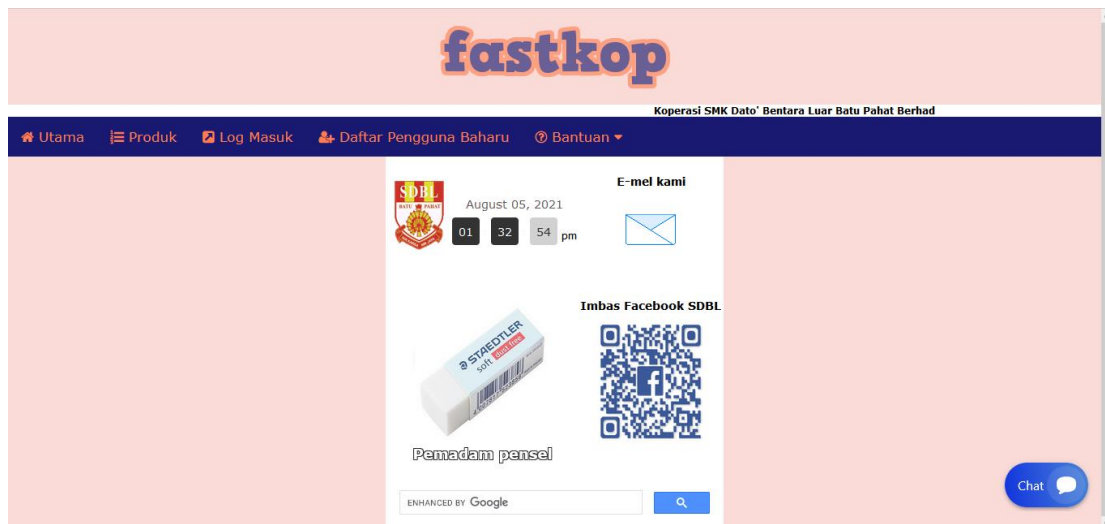 fastkop
Koperasi SMK Dato' Bentara Luar Batu Pahat Berhad
Utama Produk Log Masuk Daftar Pengguna Baharu Bantuan
SDBL
BATU PAHAT
August 05, 2021
01 32 54 pm
E-mel kami
STAEDTLER
soft dust free
Pemadam pensel
Imbas Facebook SDBL
ENHANCED BY Google
Chat